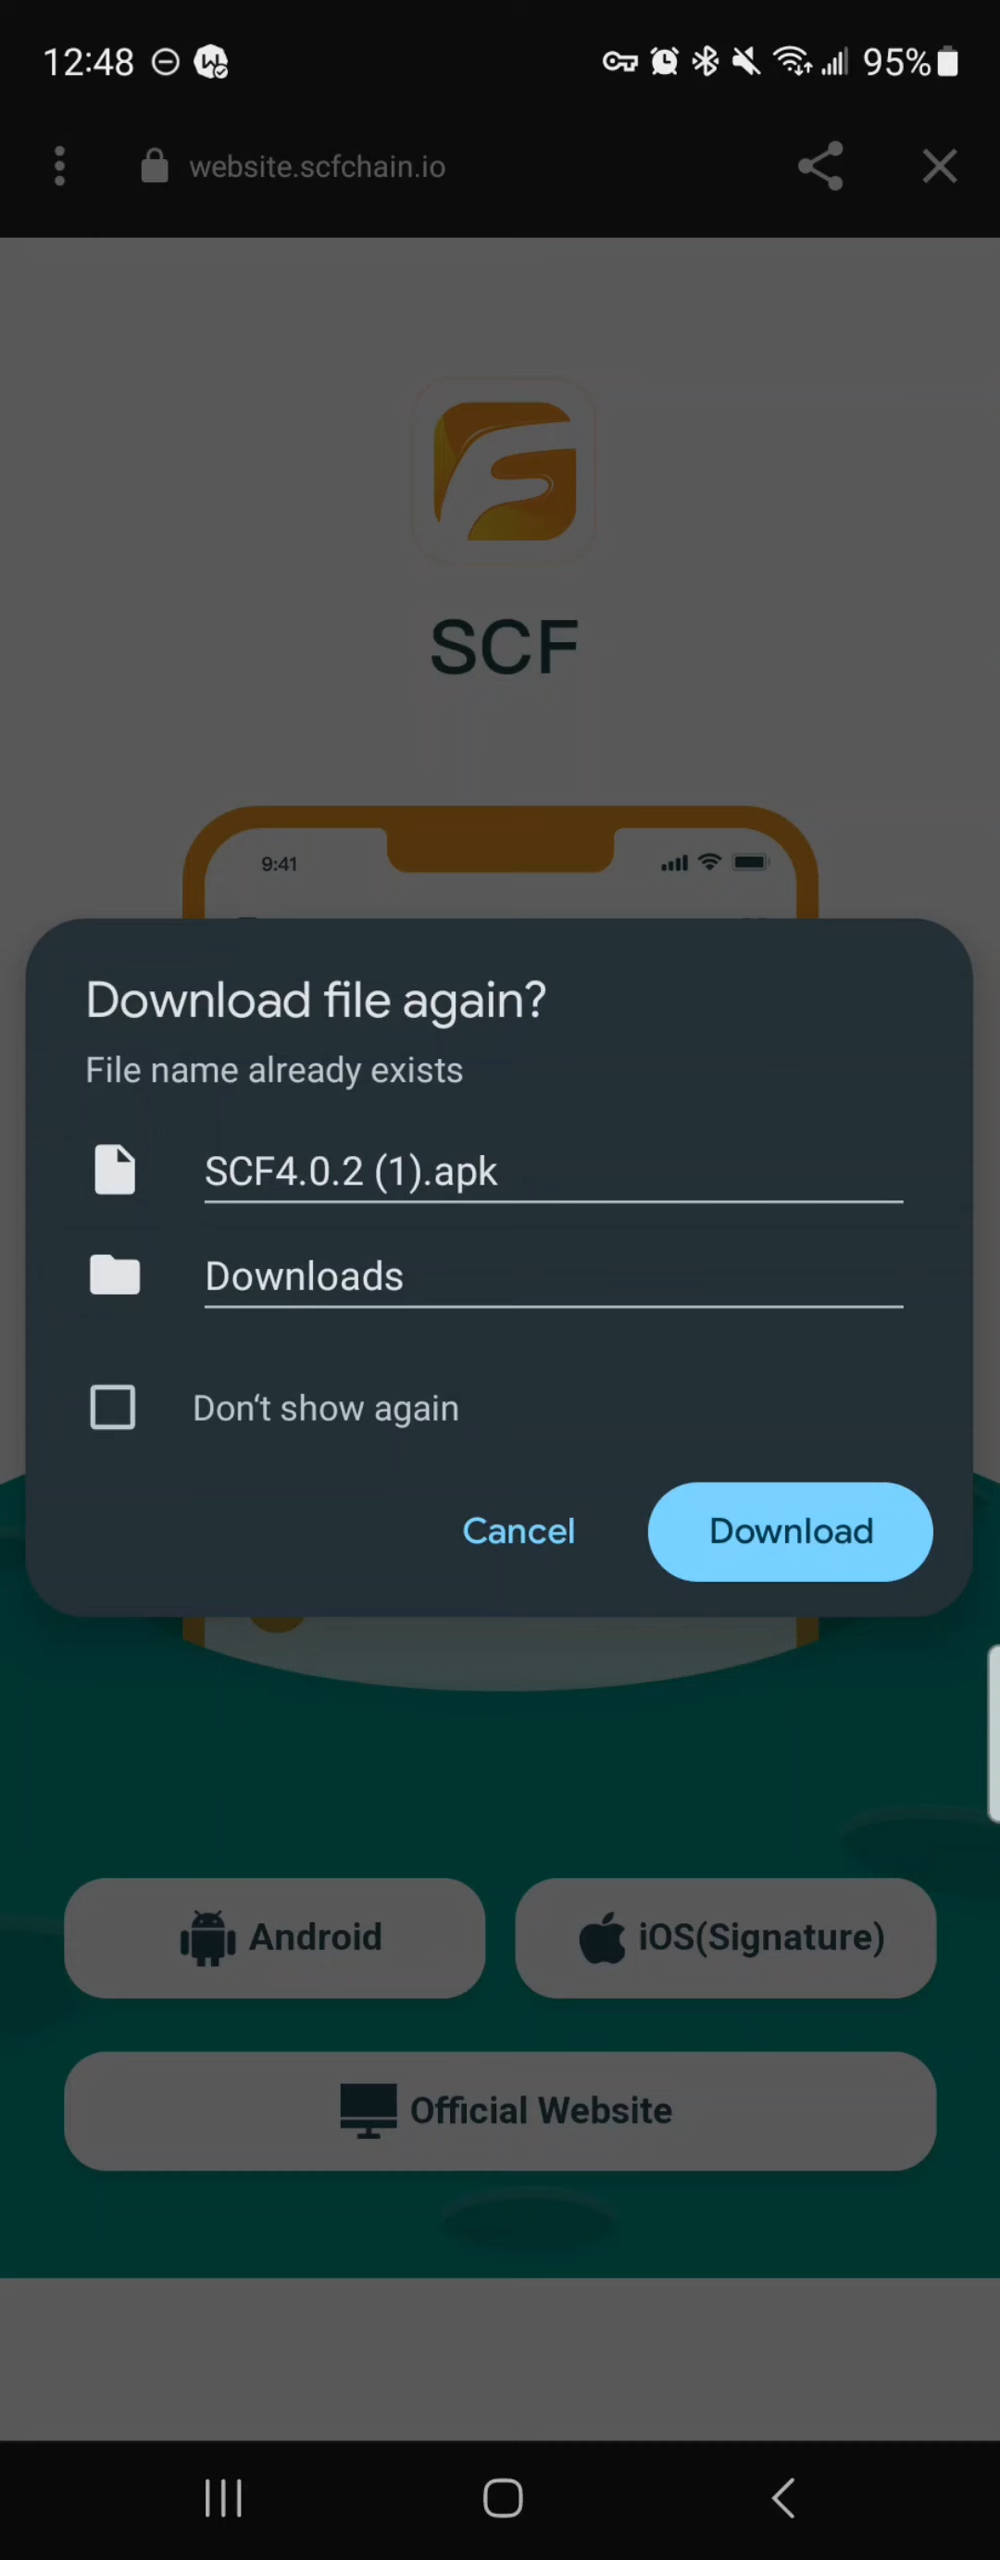 12:48
95%
website.scfchain.io
SCF
9:41
Download file again?
File name already exists
SCF4.0.2 (1).apk
Downloads
Don't show again
Cancel
Download
Android
iOS(Signature)
Official Website